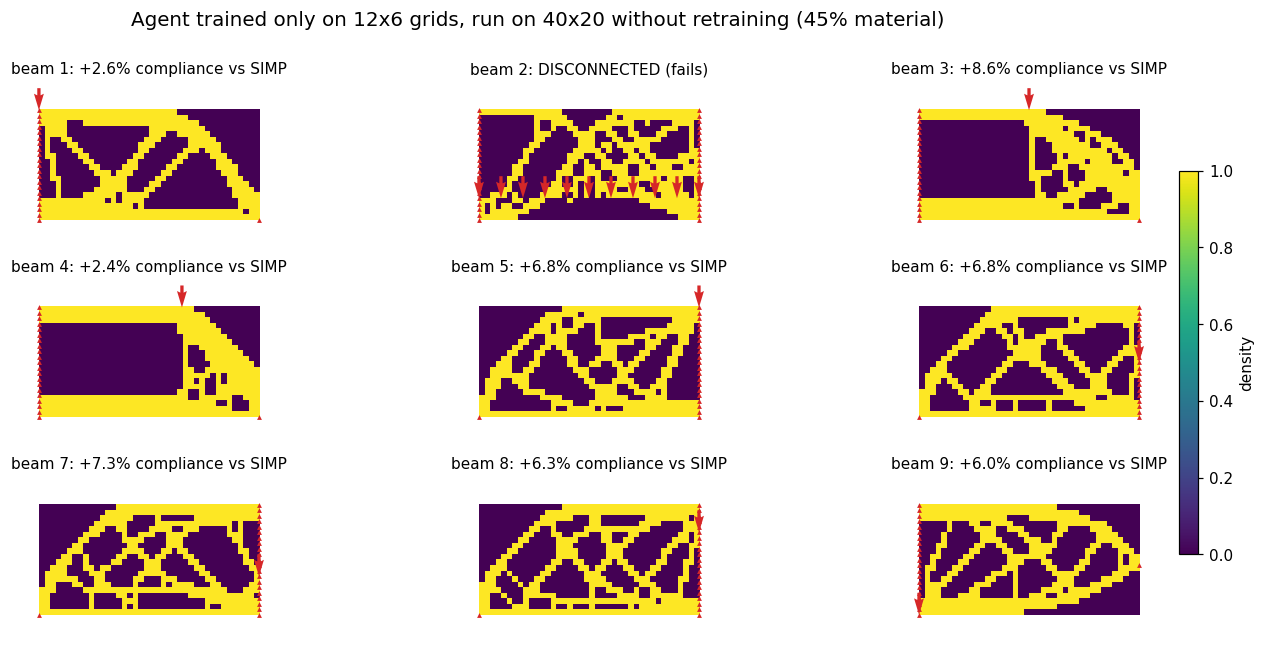 Agent trained only on 12x6 grids, run on 40x20 without retraining (45% material)
beam 1: +2.6% compliance vs SIMP
beam 2: DISCONNECTED (fails)
beam 3: +8.6% compliance vs SIMP
beam 4: +2.4% compliance vs SIMP
beam 5: +6.8% compliance vs SIMP
beam 6: +6.8% compliance vs SIMP
beam 7: +7.3% compliance vs SIMP
beam 8: +6.3% compliance vs SIMP
beam 9: +6.0% compliance vs SIMP
1.0
0.8
0.6
0.4
0.2
0.0
density